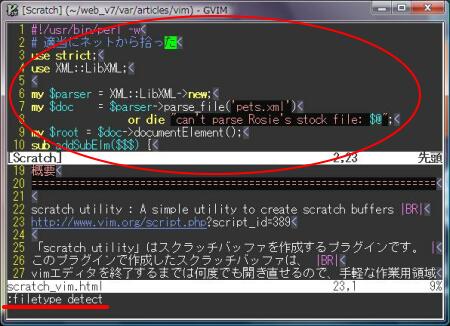 [Scratch] (~/web_v7/var/articles/vim) - GVIM
1 #!/usr/bin/perl -w<
2 # 適当にネットから拾った<
3 use strict;<
4 use XML::LibXML;<
5 <
6 my $parser = XML::LibXML->new;<
7 my $doc    = $parser->parse_file('pets.xml')<
8             or die "can't parse Rosie's stock file: $@";<
9 my $root = $doc->documentElement();<
10 sub addSubElm($$$) {<
[Scratch] 2,23 先頭
19 概要<
20 ================================================================<
21 <
22 scratch utility : A simple utility to create scratch buffers |BR|<
23 http://www.vim.org/script.php?script_id=389<
24 <
25 「scratch utility」はスクラッチバッファを作成するプラグインです。 |<
26 このプラグインで作成したスクラッチバッファは、 |BR|<
27 vimエディタを終了するまでは何度でも開き直せるので、手軽な作業用領域<
scratch_vim.html 23,1 9%
:filetype detect